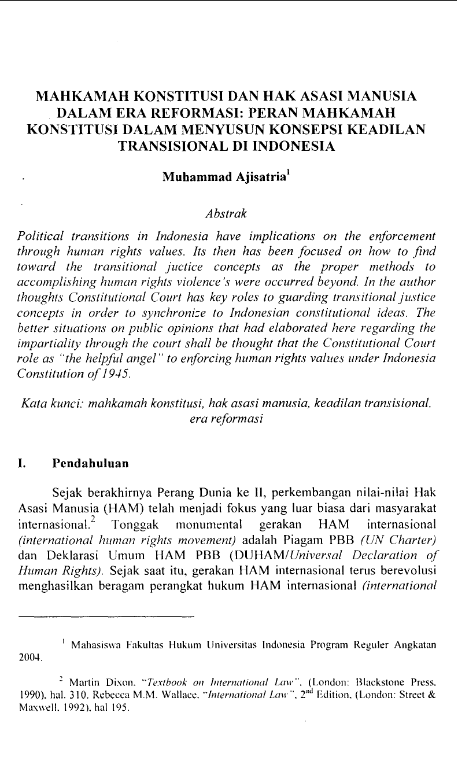 MAHKAMAH KONSTITUSI DAN HAK ASASI MANUSIA
DALAM ERA REFORMASI: PERAN MAHKAMAH
KONSTITUSI DALAM MENYUSUN KONSEPSI KEADILAN
TRANSISIONAL DI INDONESIA
Muhammad Ajisatria¹
Abstrak
Political transitions in Indonesia have implications on the enforcement
through human rights values. Its then has been focused on how to find
toward the transitional juctice concepts as the proper methods to
accomplishing human rights violence's were occurred beyond. In the author
thoughts Constitutional Court has key roles to guarding transitional justice
concepts in order to synchronize to Indonesian constitutional ideas. The
better situations on public opinions that had elaborated here regarding the
impartiality through the court shall be thought that the Constitutional Court
role as "the helpful angel" to enforcing human rights values under Indonesia
Constitution of 1945.
Kata kunci: mahkamah konstitusi, hak asasi manusia, keadilan transisional,
era reformasi
I. Pendahuluan
Sejak berakhirnya Perang Dunia ke II, perkembangan nilai-nilai Hak
Asasi Manusia (HAM) telah menjadi fokus yang luar biasa dari masyarakat
internasional.² Tonggak monumental gerakan HAM internasional
(international human rights movement) adalah Piagam PBB (UN Charter)
dan Deklarasi Umum HAM PBB (DUHAM/Universal Declaration of
Human Rights). Sejak saat itu, gerakan HAM internasional terus berevolusi
menghasilkan beragam perangkat hukum HAM internasional (international
¹ Mahasiswa Fakultas Hukum Universitas Indonesia Program Reguler Angkatan
2004.
² Martin Dixon, "Textbook on International Law", (London: Blackstone Press,
1990), hal. 310, Rebecca M.M. Wallace, "International Law", 2nd Edition, (London: Street &
Maxwell, 1992), hal 195.